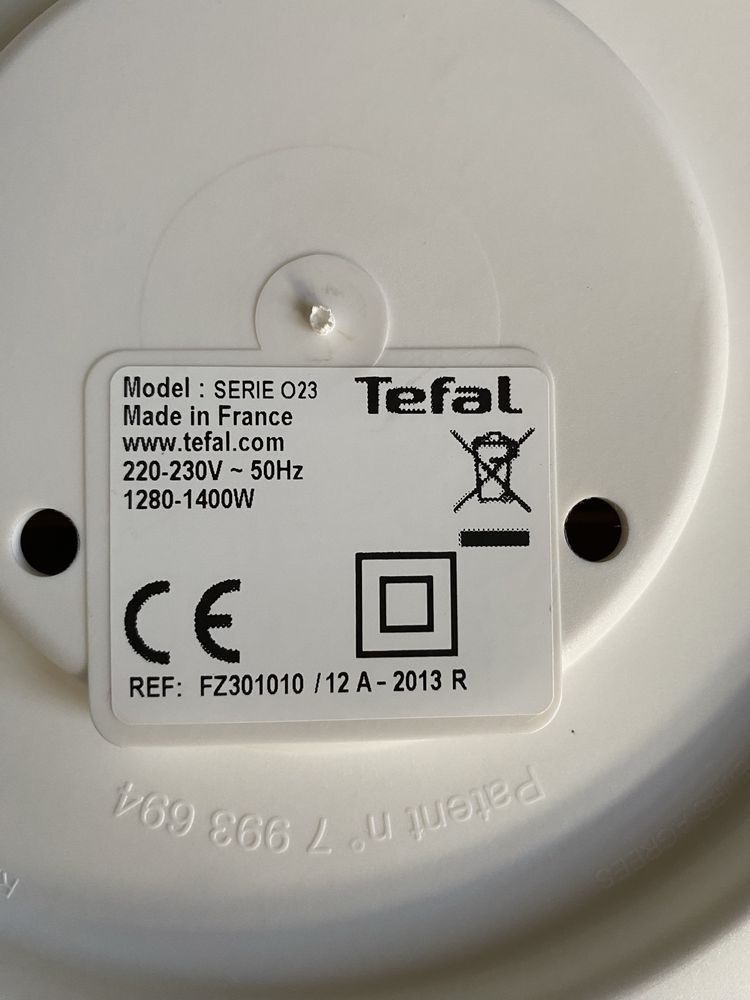 Model : SERIE O23
Tefal
Made in France
www.tefal.com
220-230V ~ 50Hz
1280-1400W
CE
REF: FZ301010 / 12 A - 2013 R
Patent n° 7 993 694